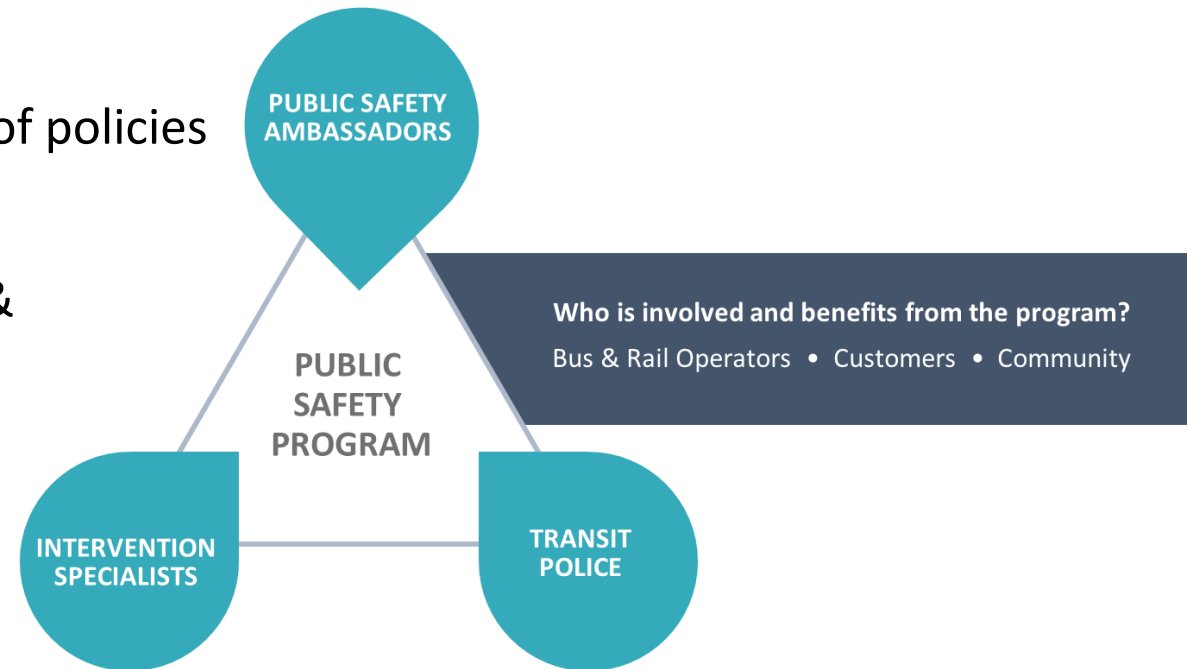 PUBLIC SAFETY
AMBASSADORS
of policies
&
Who is involved and benefits from the program?
Bus & Rail Operators • Customers • Community
PUBLIC
SAFETY
PROGRAM
INTERVENTION
SPECIALISTS
TRANSIT
POLICE